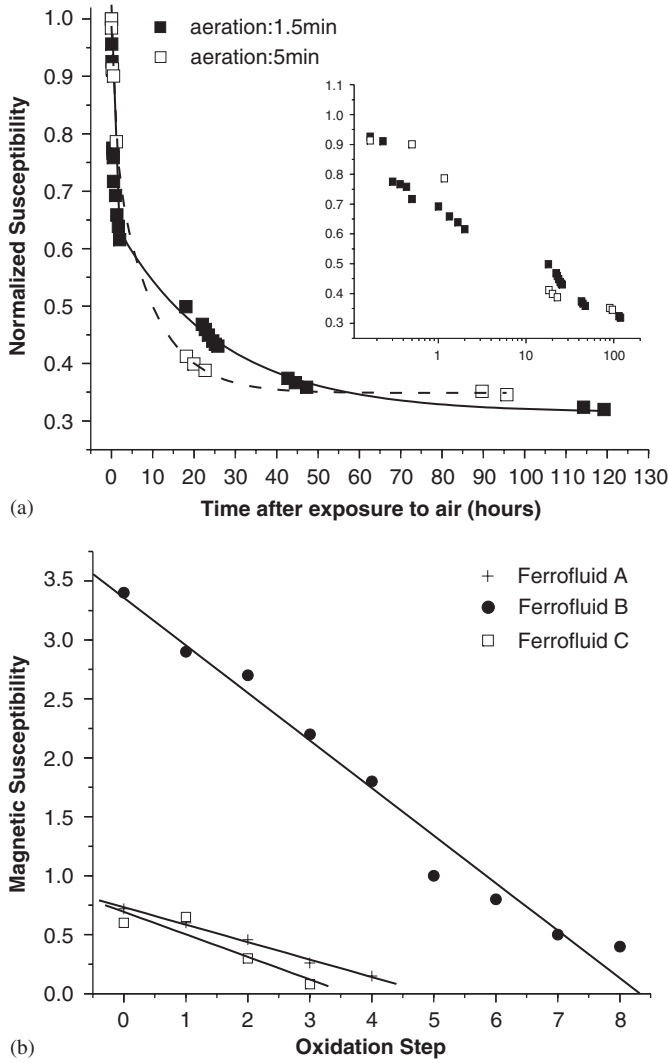 1.0
0.9
0.8
0.7
0.6
0.5
0.4
0.3
Normalized Susceptibility
aeration:1.5min
aeration:5min
1.1
1.0
0.9
0.8
0.7
0.6
0.5
0.4
0.3
1 10 100
0 10 20 30 40 50 60 70 80 90 100 110 120 130
(a) Time after exposure to air (hours)
3.5
3.0
2.5
2.0
1.5
1.0
0.5
0.0
Magnetic Susceptibility
Ferrofluid A
Ferrofluid B
Ferrofluid C
0 1 2 3 4 5 6 7 8
(b) Oxidation Step